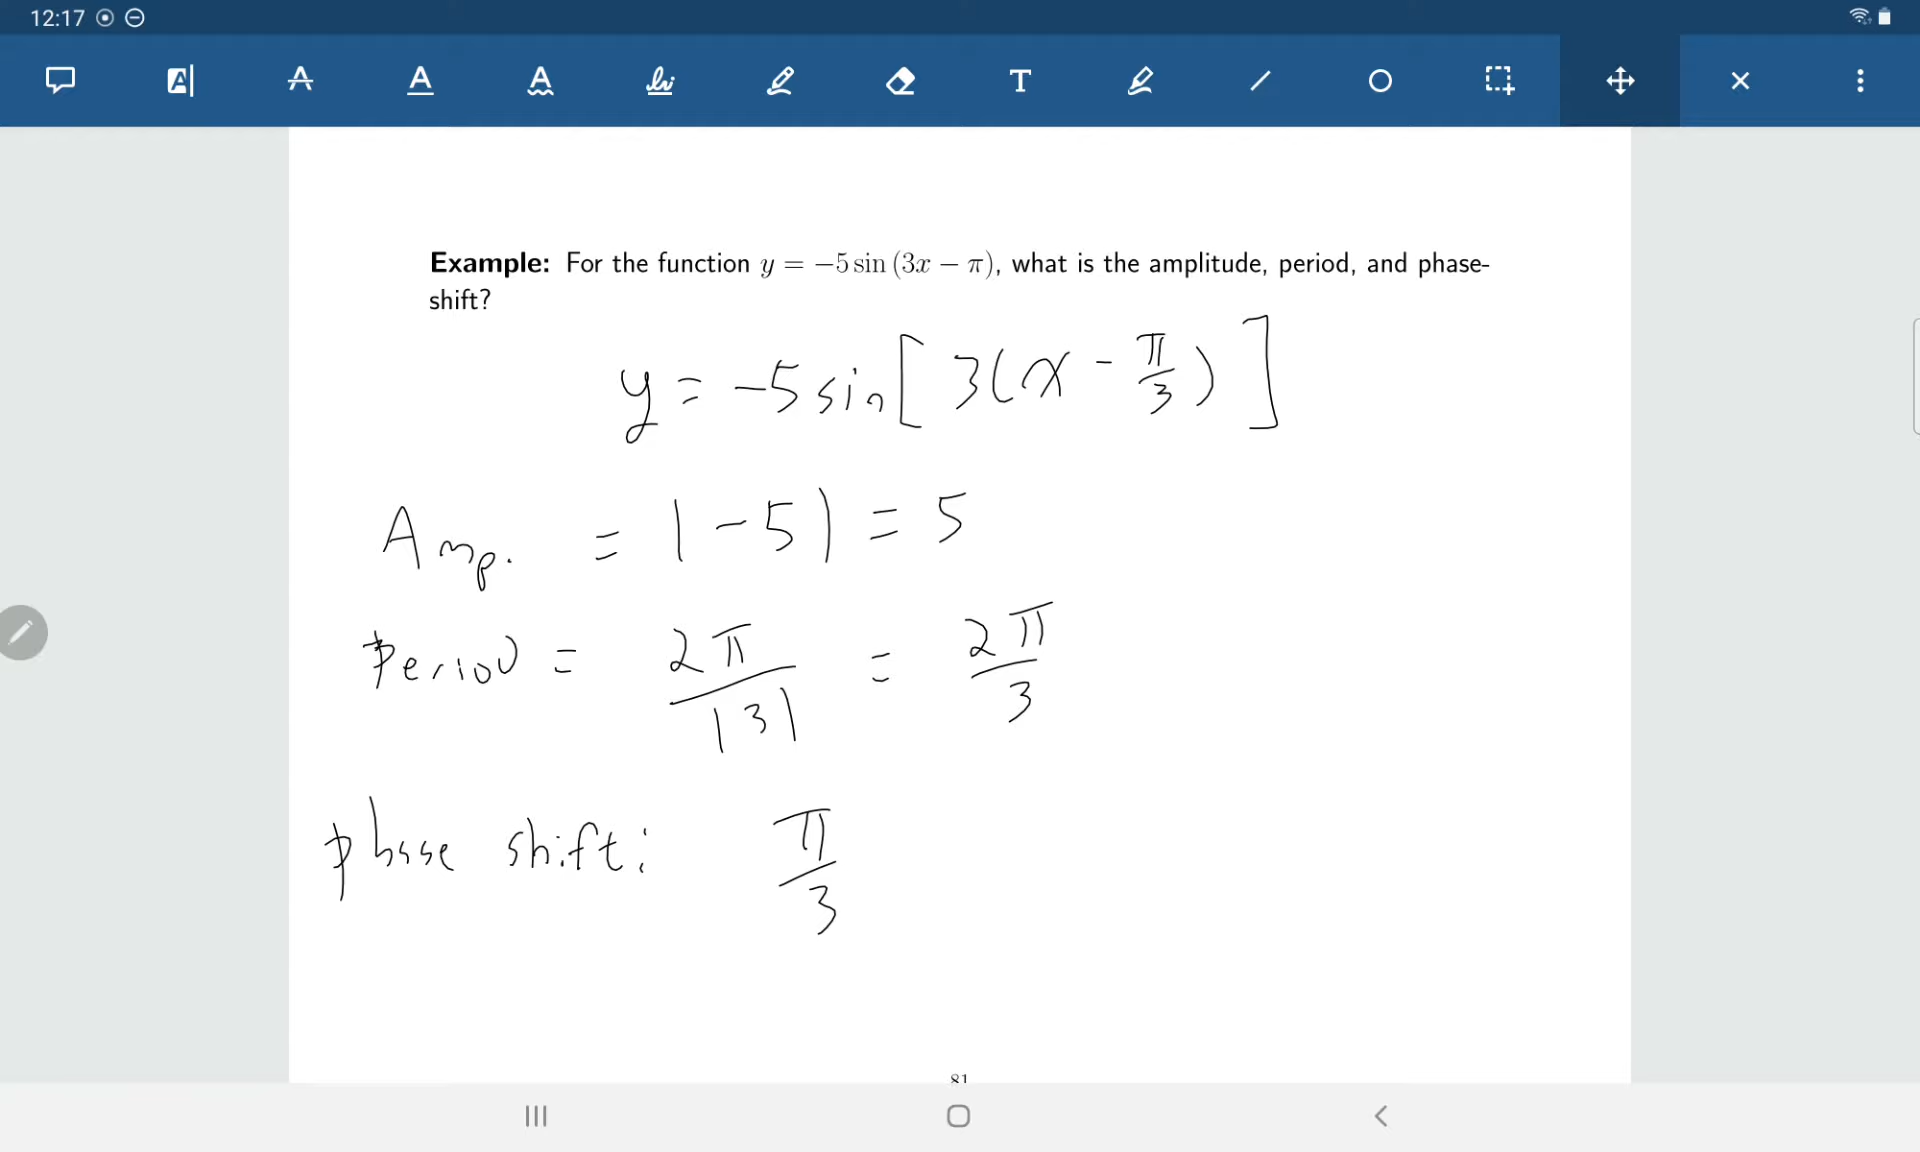 12:17
Example: For the function y = −5 sin (3x − π), what is the amplitude, period, and phase-
shift?
y = -5 sin[ 3(x - π/3) ]
Amp. = |-5| = 5
Period = 2π/|3| = 2π/3
phase shift: π/3
81